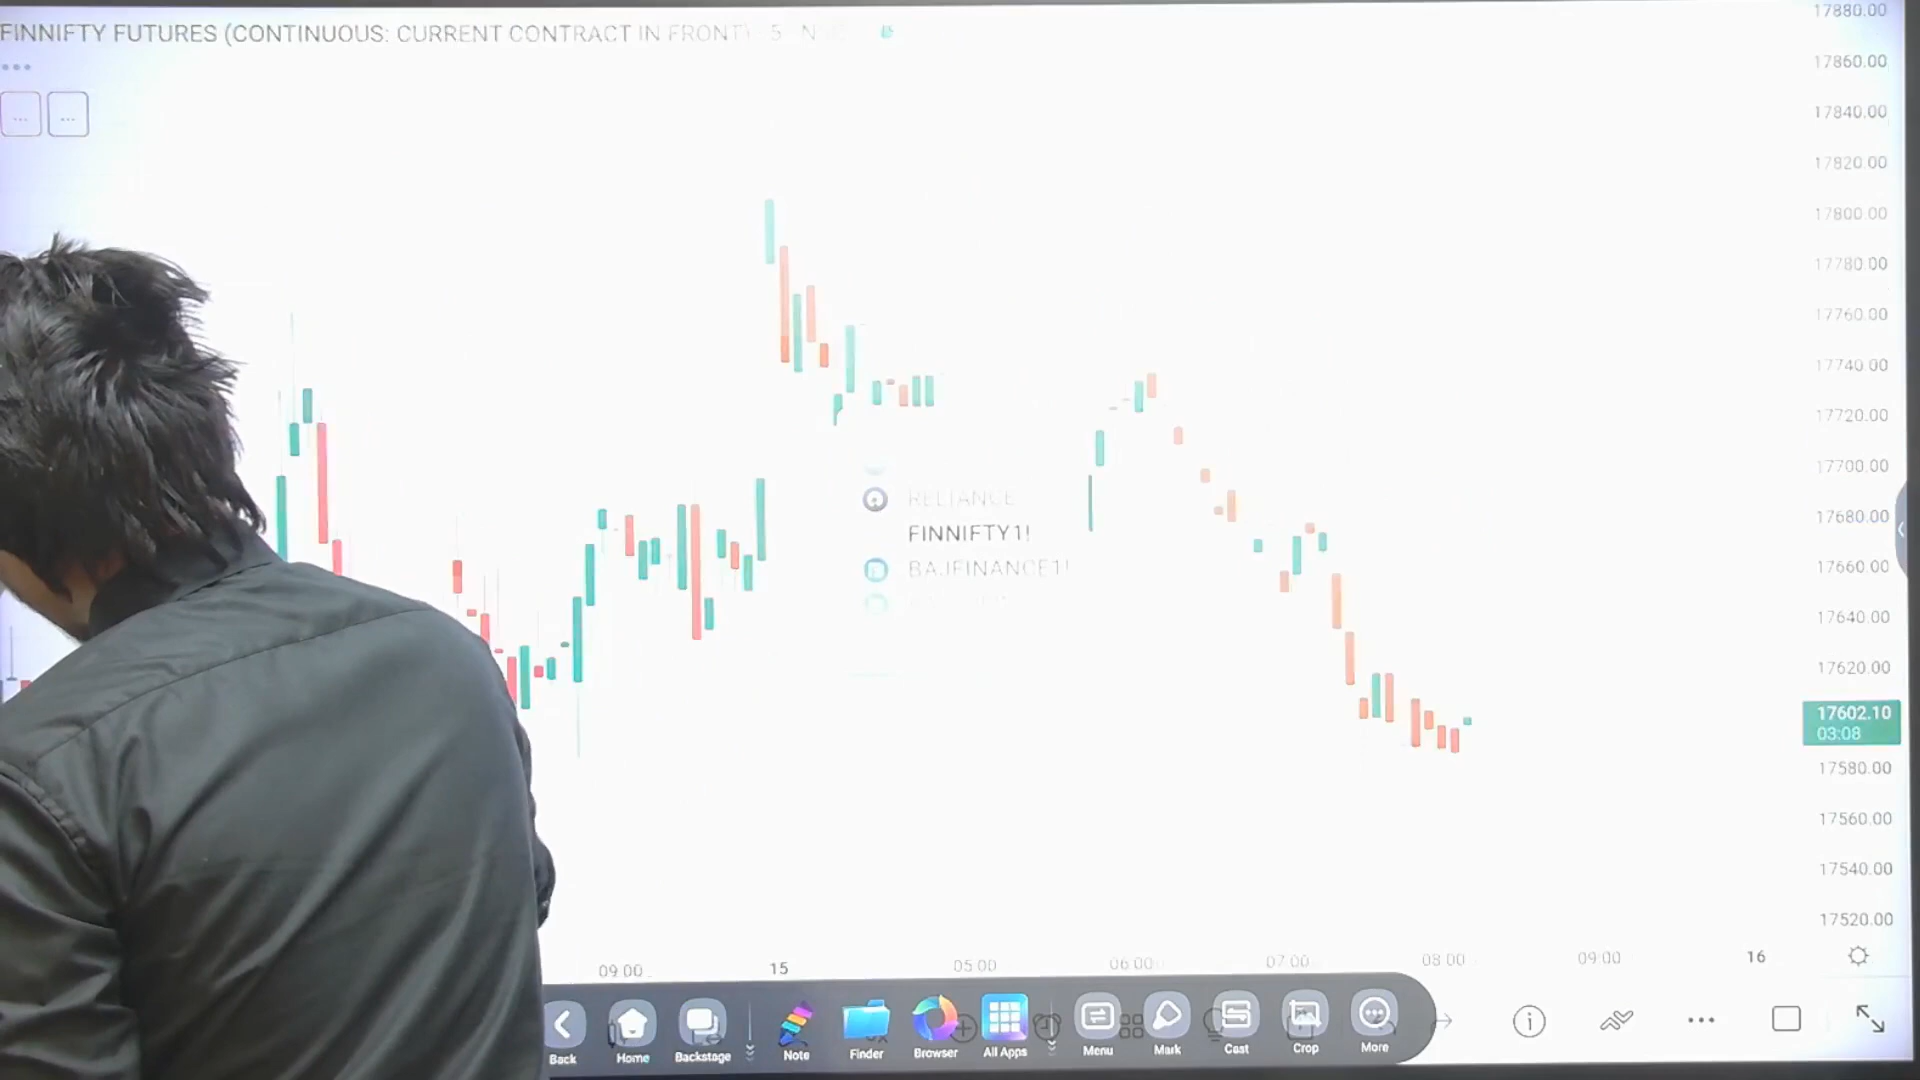 FINNIFTY FUTURES (CONTINUOUS: CURRENT CONTRACT IN FRONT) 5
17880.00
17860.00
17840.00
17820.00
17800.00
17780.00
17760.00
17740.00
17720.00
17700.00
17680.00
17660.00
17640.00
17620.00
17602.10
03:08
17580.00
17560.00
17540.00
17520.00
RELIANCE
FINNIFTY1!
BAJFINANCE1!
09:00
15
05:00
06:00
07:00
08:00
09:00
16
Back
Home
Backstage
Note
Finder
Browser
All Apps
Menu
Mark
Cast
Crop
More